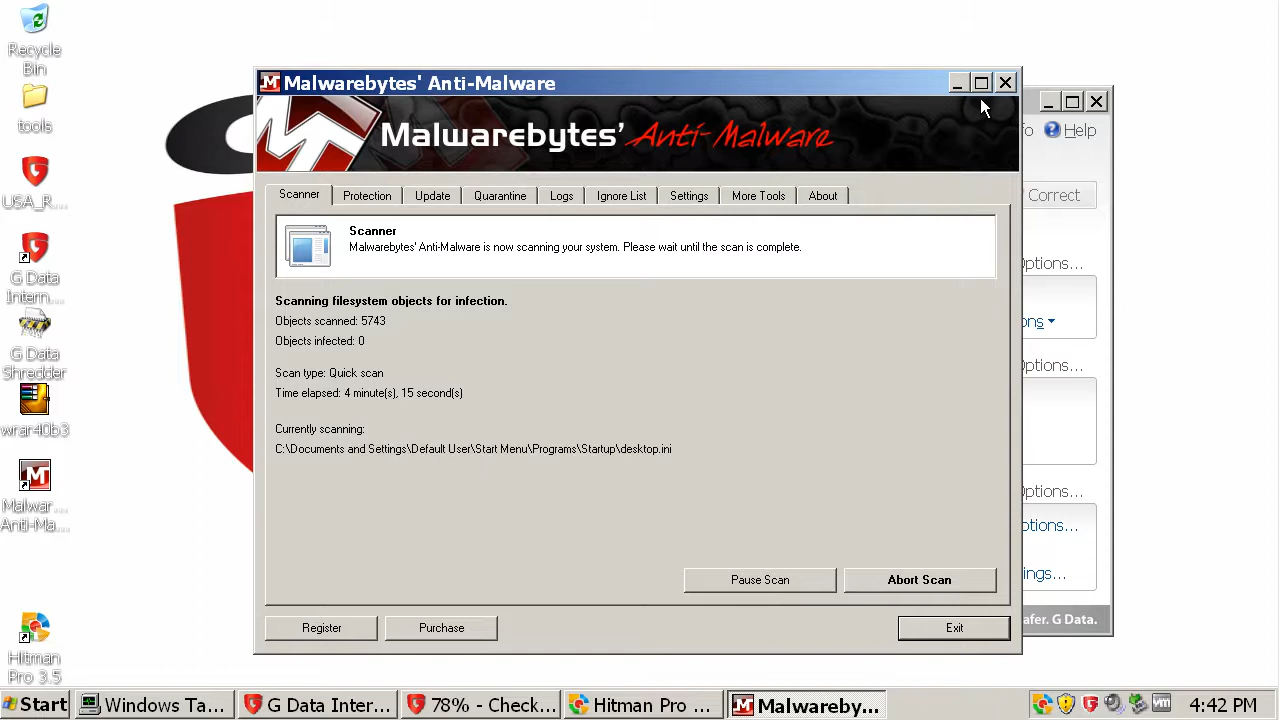 Recycle
Bin
tools
USA_R...
G Data
Intern...
G Data
Shredder
wrar40b3
Malwar...
Anti-Ma...
Hitman
Pro 3.5
Malwarebytes' Anti-Malware
Malwarebytes' Anti-Malware
Scanner
Protection
Update
Quarantine
Logs
Ignore List
Settings
More Tools
About
Scanner
Malwarebytes' Anti-Malware is now scanning your system. Please wait until the scan is complete.
Scanning filesystem objects for infection.
Objects scanned: 5743
Objects infected: 0
Scan type: Quick scan
Time elapsed: 4 minute(s), 15 second(s)
Currently scanning:
C:\Documents and Settings\Default User\Start Menu\Programs\Startup\desktop.ini
Pause Scan
Abort Scan
Register
Purchase
Exit
fo
Help
Correct
Options...
ons
Options...
Options...
ptions...
ings...
afer. G Data.
Start
Windows Ta...
G Data Inter...
78% - Check...
Hitman Pro ...
Malwareby...
4:42 PM